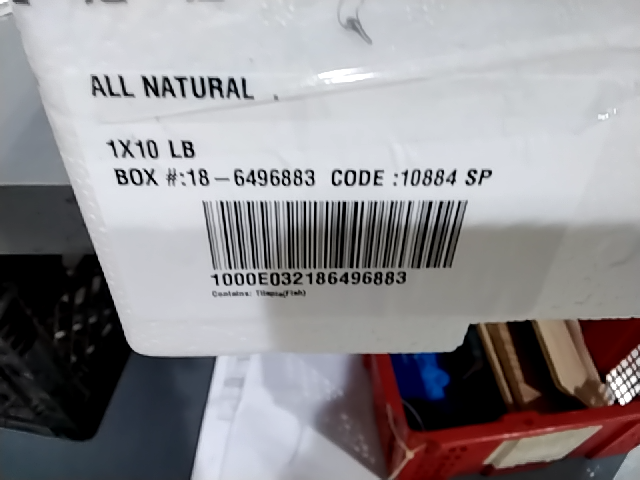 ALL NATURAL
1X10 LB
BOX #:18-6496883 CODE :10884 SP
1000E032186496883
Contains: Tilapia(Fish)